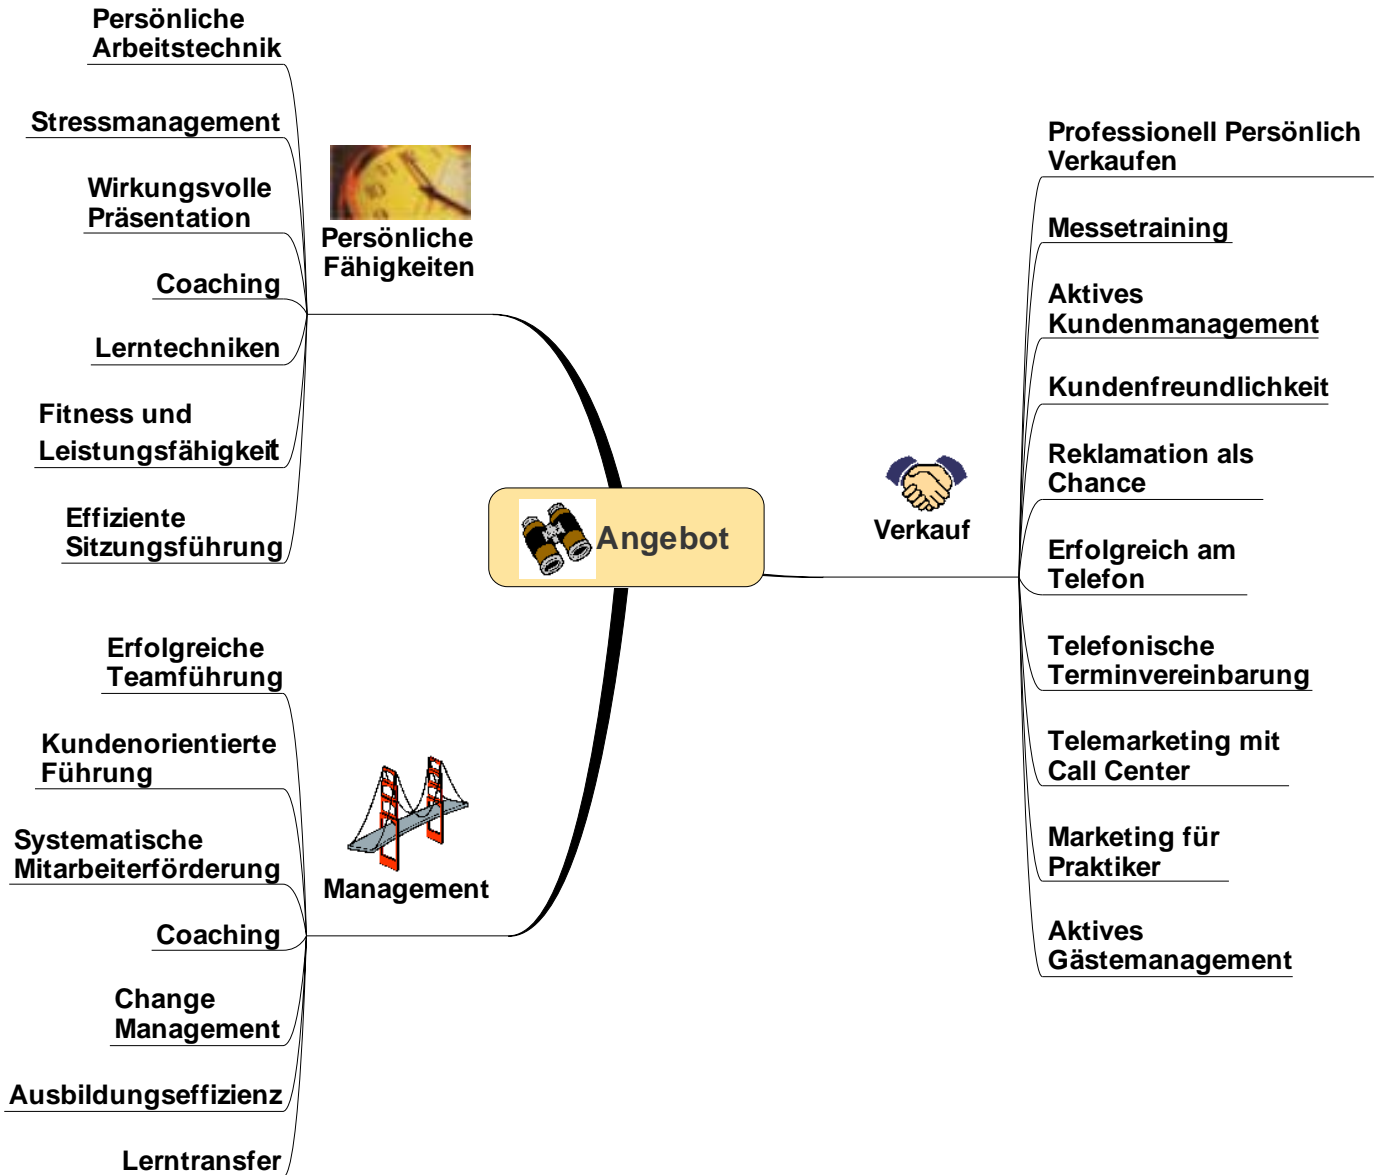 Angebot
Persönliche
Fähigkeiten
Persönliche
Arbeitstechnik
Stressmanagement
Wirkungsvolle
Präsentation
Coaching
Lerntechniken
Fitness und
Leistungsfähigkeit
Effiziente
Sitzungsführung
Management
Erfolgreiche
Teamführung
Kundenorientierte
Führung
Systematische
Mitarbeiterförderung
Coaching
Change
Management
Ausbildungseffizienz
Lerntransfer
Verkauf
Professionell Persönlich
Verkaufen
Messetraining
Aktives
Kundenmanagement
Kundenfreundlichkeit
Reklamation als
Chance
Erfolgreich am
Telefon
Telefonische
Terminvereinbarung
Telemarketing mit
Call Center
Marketing für
Praktiker
Aktives
Gästemanagement